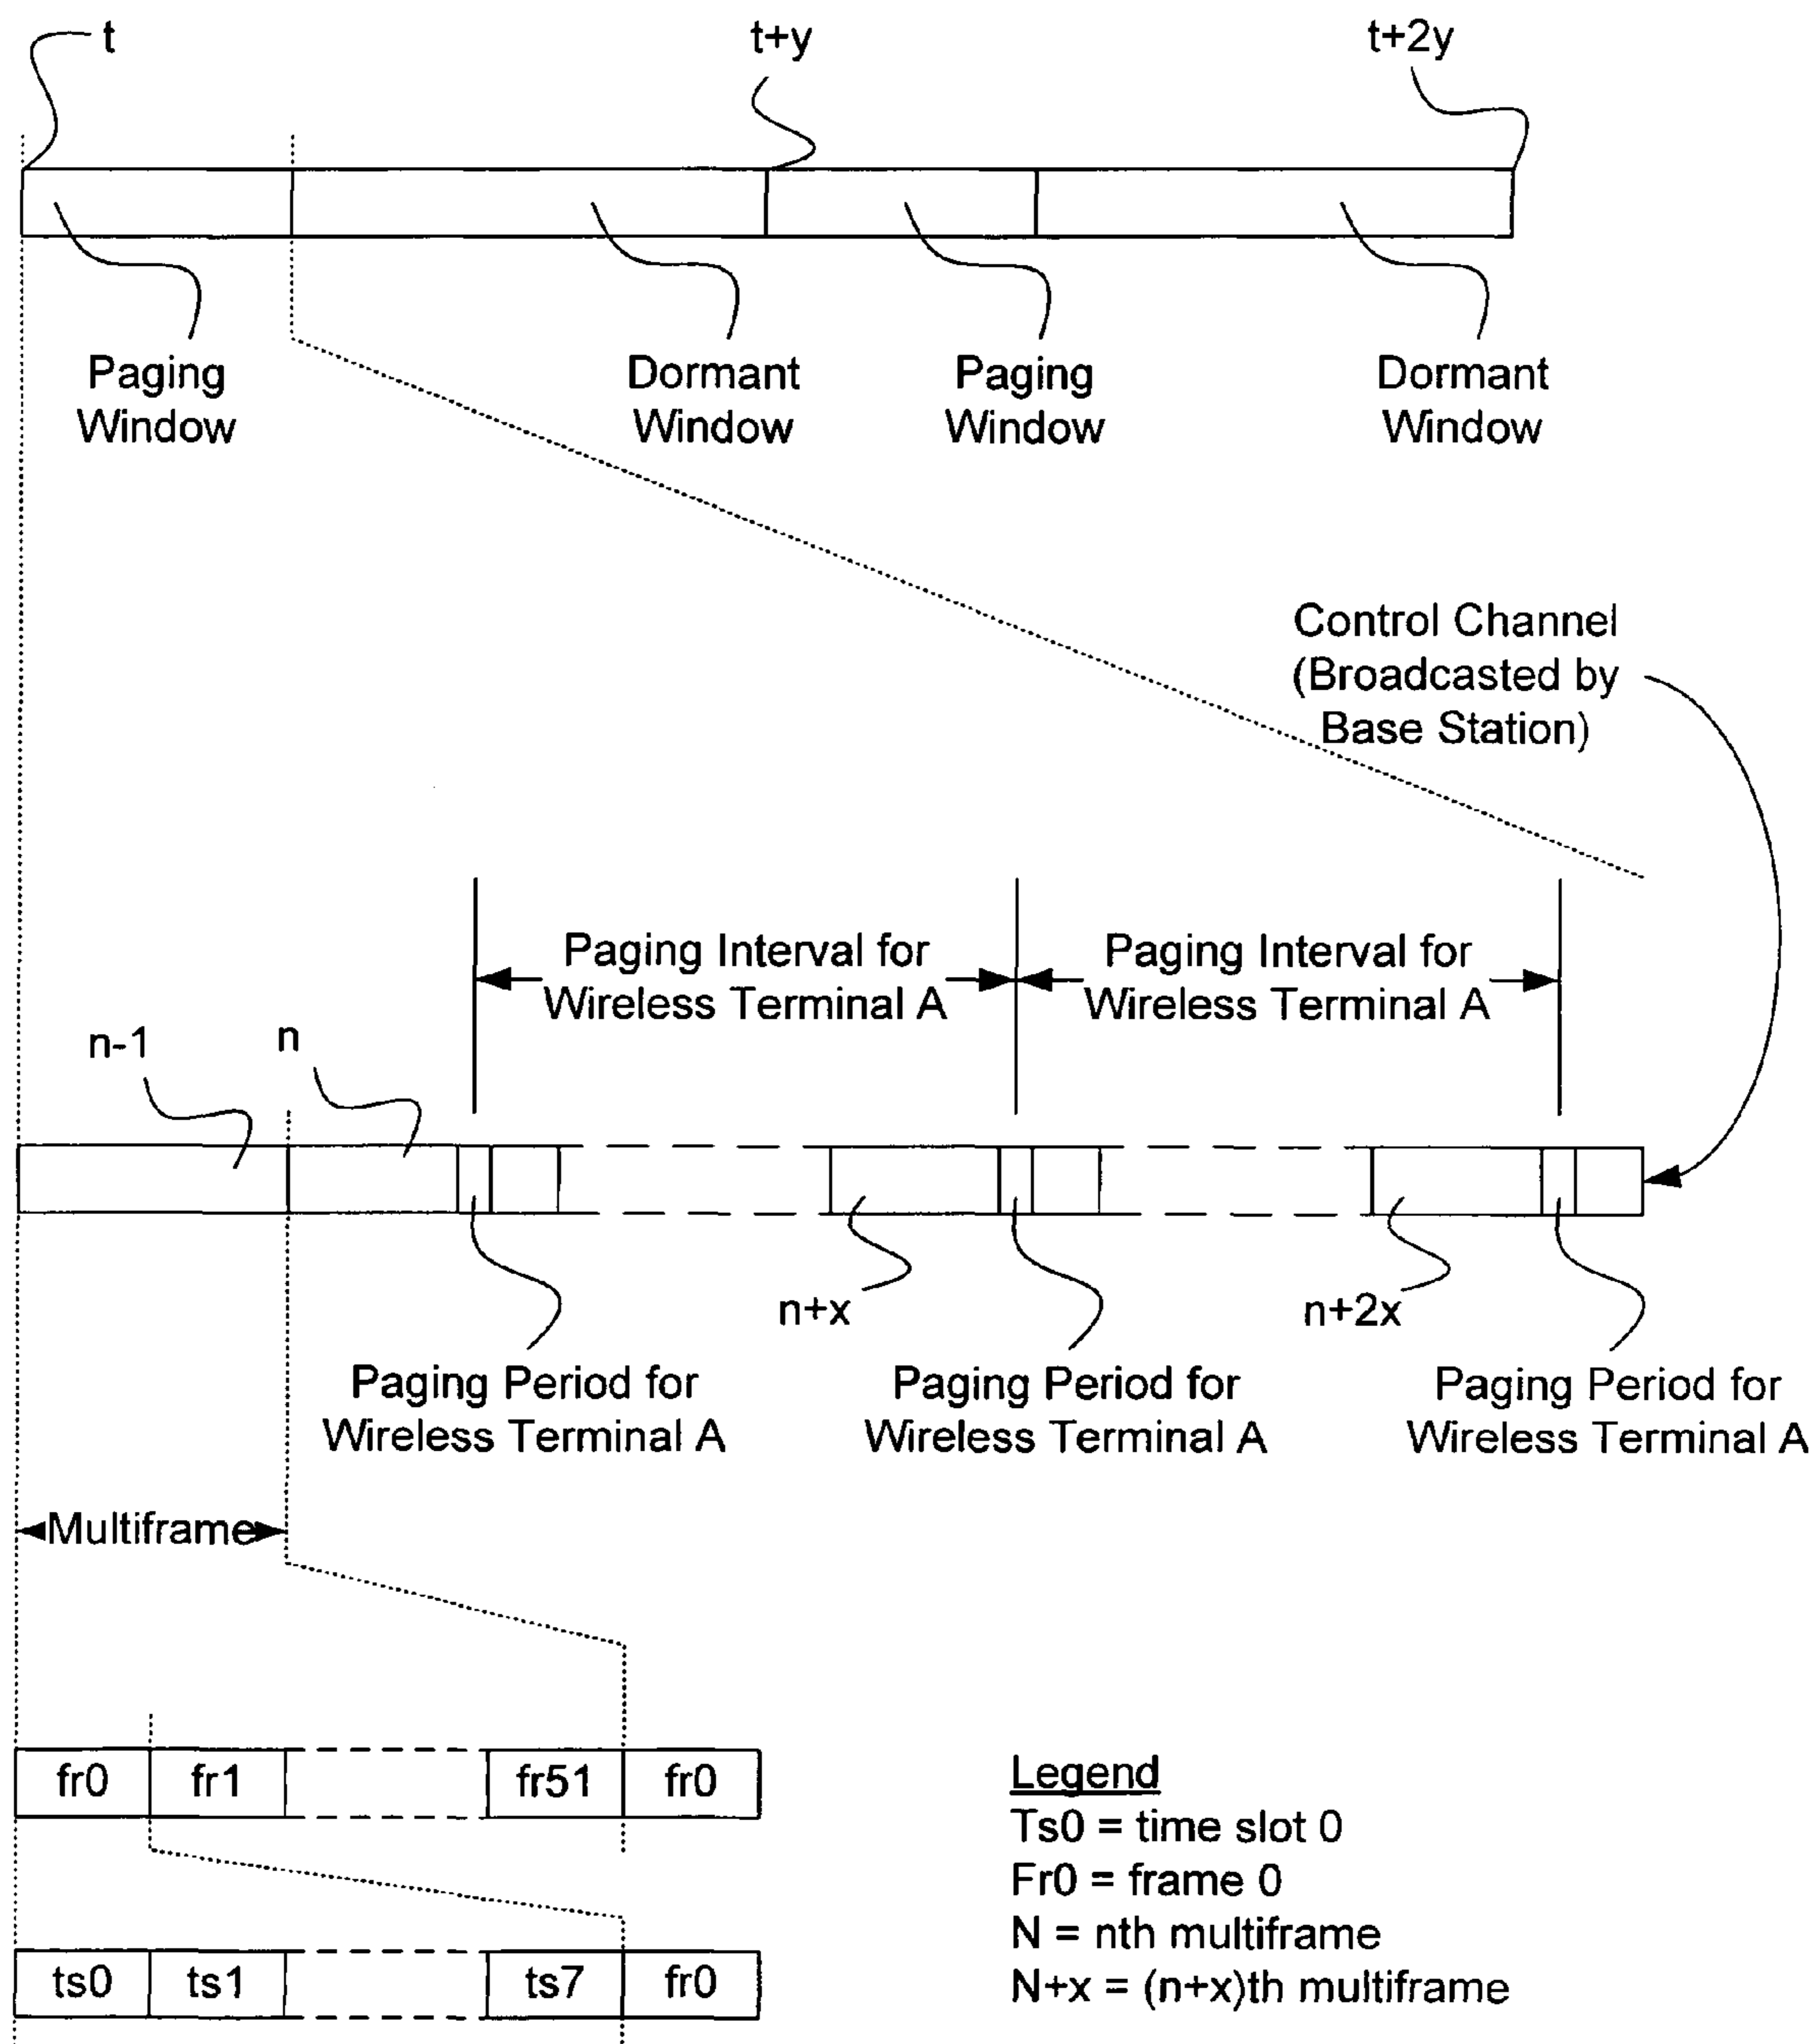 t
t+y
t+2y
Paging
Window
Dormant
Window
Paging
Window
Dormant
Window
Control Channel
(Broadcasted by
Base Station)
Paging Interval for
Wireless Terminal A
Paging Interval for
Wireless Terminal A
n-1
n
n+x
n+2x
Paging Period for
Wireless Terminal A
Paging Period for
Wireless Terminal A
Paging Period for
Wireless Terminal A
Multiframe
fr0 fr1 fr51 fr0
ts0 ts1 ts7 fr0
Legend
Ts0 = time slot 0
Fr0 = frame 0
N = nth multiframe
N+x = (n+x)th multiframe